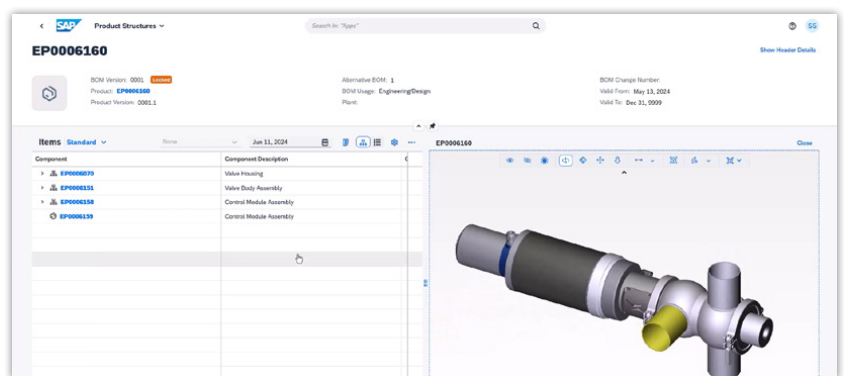 SAP Product Structures
Search In: "Apps"
SS
EP0006160
Show Header Details
BOM Version: 0001 Locked
Product: EP0006160
Product Version: 0001.1
Alternative BOM: 1
BOM Usage: Engineering/Design
Plant:
BOM Change Number:
Valid From: May 13, 2024
Valid To: Dec 31, 9999
Items Standard
None
Jun 11, 2024
EP0006160
Close
Component
Component Description
EP0006070
Valve Housing
EP0006151
Valve Body Assembly
EP0006158
Control Module Assembly
EP0006159
Control Module Assembly